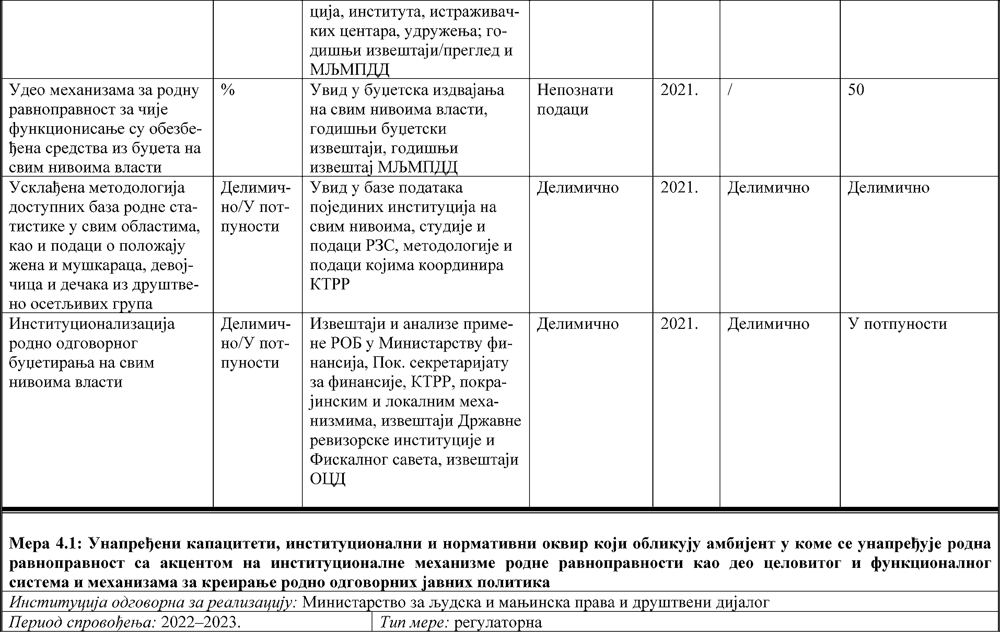 ција, института, истраживач-
ких центара, удружења; го-
дишњи извештаји/преглед и
МЉМПДД
Удео механизама за родну
равноправност за чије
функционисање су обезбе-
ђена средства из буџета на
свим нивоима власти
%
Увид у буџетска издвајања
на свим нивоима власти,
годишњи буџетски
извештаји, годишњи
извештај МЉМПДД
Непознати
подаци
2021.
/
50
Усклађена методологија
доступних база родне ста-
тистике у свим областима,
као и подаци о положају
жена и мушкараца, девој-
чица и дечака из друштве-
но осетљивих група
Делимич-
но/У пот-
пуности
Увид у базе података
појединих институција на
свим нивоима, студије и
подаци РЗС, методологије и
подаци којима координира
КТРР
Делимично
2021.
Делимично
Делимично
Институционализација
родно одговорног
буџетирања на свим
нивоима власти
Делимич-
но/У пот-
пуности
Извештаји и анализе приме-
не РОБ у Министарству фи-
нансија, Пок. секретаријату
за финансије, КТРР, покра-
јинским и локалним меха-
низмима, извештаји Државне
ревизорске институције и
Фискалног савета, извештаји
ОЦД
Делимично
2021.
Делимично
У потпуности
Мера 4.1: Унапређени капацитети, институционални и нормативни оквир који обликују амбијент у коме се унапређује родна
равноправност са акцентом на институционалне механизме родне равноправности као део целовитог и функционалног
система и механизама за креирање родно одговорних јавних политика
Институција одговорна за реализацију: Министарство за људска и мањинска права и друштвени дијалог
Период спровођења: 2022–2023.
Тип мере: регулаторна